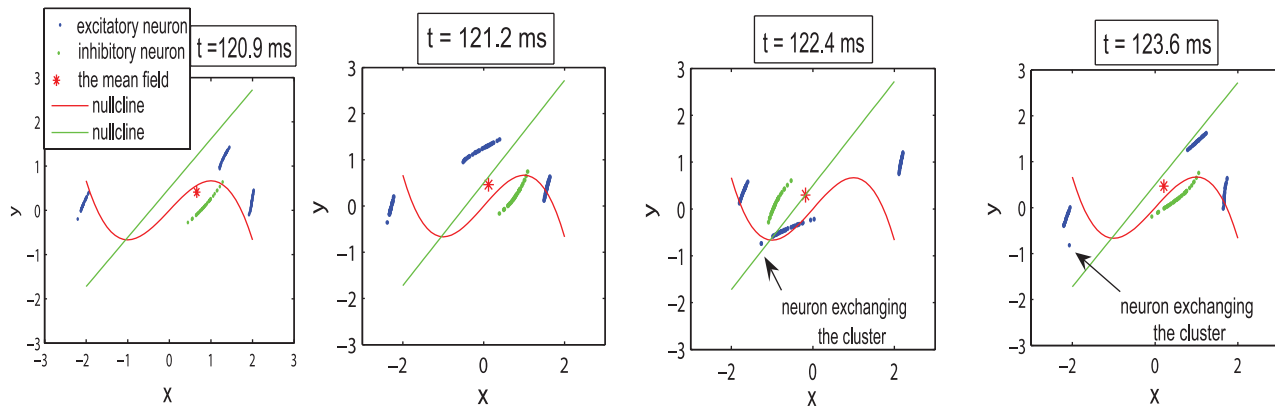 excitatory neuron
inhibitory neuron
the mean field
nullcline
nullcline
t =120.9 ms
t = 121.2 ms
t = 122.4 ms
t = 123.6 ms
3
2
1
0
−1
−2
−3
y
−3
−2
−1
0
1
2
3
x
3
2
1
0
−1
−2
−3
y
−2
0
2
x
3
2
1
0
−1
−2
−3
y
−2
0
2
x
neuron exchanging
the cluster
3
2
1
0
−1
−2
−3
y
−2
0
2
x
neuron exchanging
the cluster